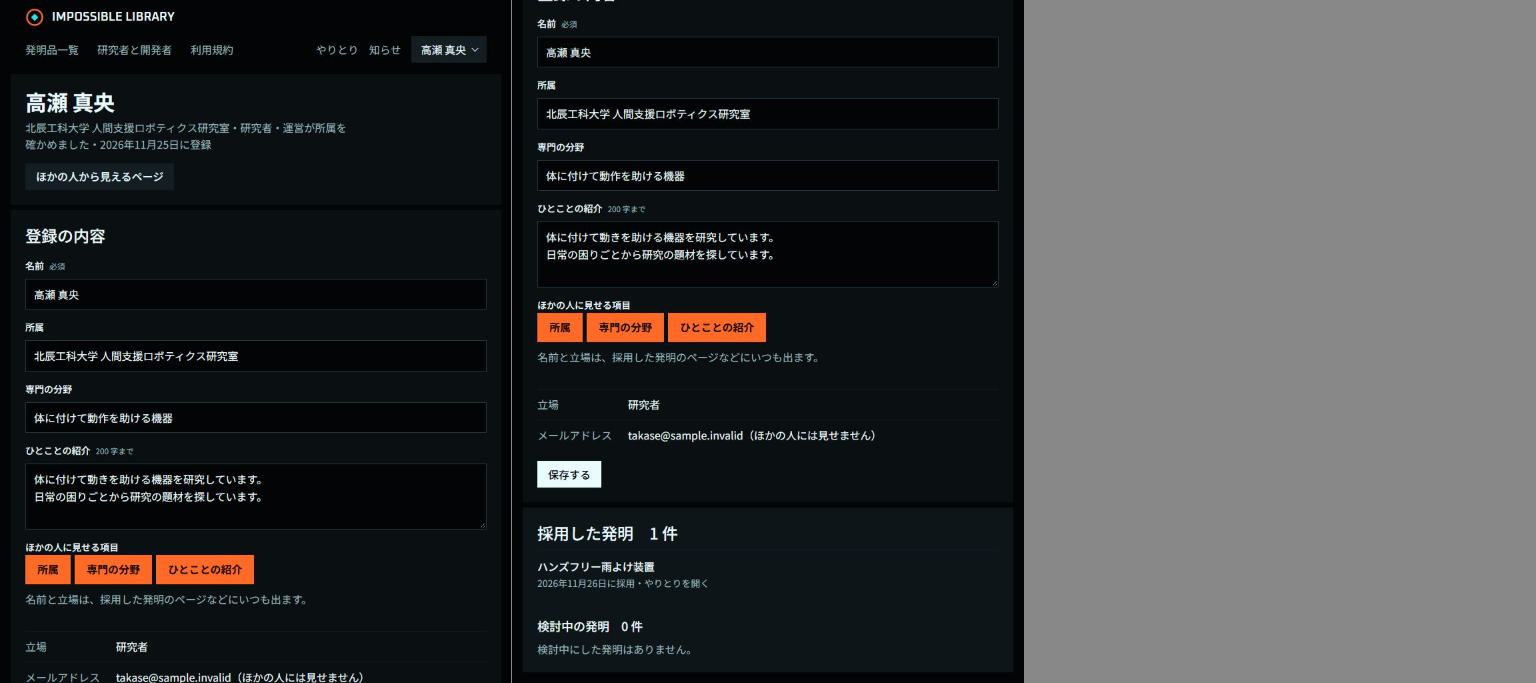 IMPOSSIBLE LIBRARY
発明品一覧 研究者と開発者 利用規約 やりとり 知らせ 高瀬 真央
高瀬 真央
北辰工科大学 人間支援ロボティクス研究室・研究者・運営が所属を
確かめました・2026年11月25日に登録
ほかの人から見えるページ
登録の内容
名前 必須
高瀬 真央
所属
北辰工科大学 人間支援ロボティクス研究室
専門の分野
体に付けて動作を助ける機器
ひとことの紹介 200 字まで
体に付けて動きを助ける機器を研究しています。
日常の困りごとから研究の題材を探しています。
ほかの人に見せる項目
所属 専門の分野 ひとことの紹介
名前と立場は、採用した発明のページなどにいつも出ます。
立場 研究者
メールアドレス takase@sample.invalid（ほかの人には見せません）
名前 必須
高瀬 真央
所属
北辰工科大学 人間支援ロボティクス研究室
専門の分野
体に付けて動作を助ける機器
ひとことの紹介 200 字まで
体に付けて動きを助ける機器を研究しています。
日常の困りごとから研究の題材を探しています。
ほかの人に見せる項目
所属 専門の分野 ひとことの紹介
名前と立場は、採用した発明のページなどにいつも出ます。
立場 研究者
メールアドレス takase@sample.invalid（ほかの人には見せません）
保存する
採用した発明 1 件
ハンズフリー雨よけ装置
2026年11月26日に採用・やりとりを開く
検討中の発明 0 件
検討中にした発明はありません。